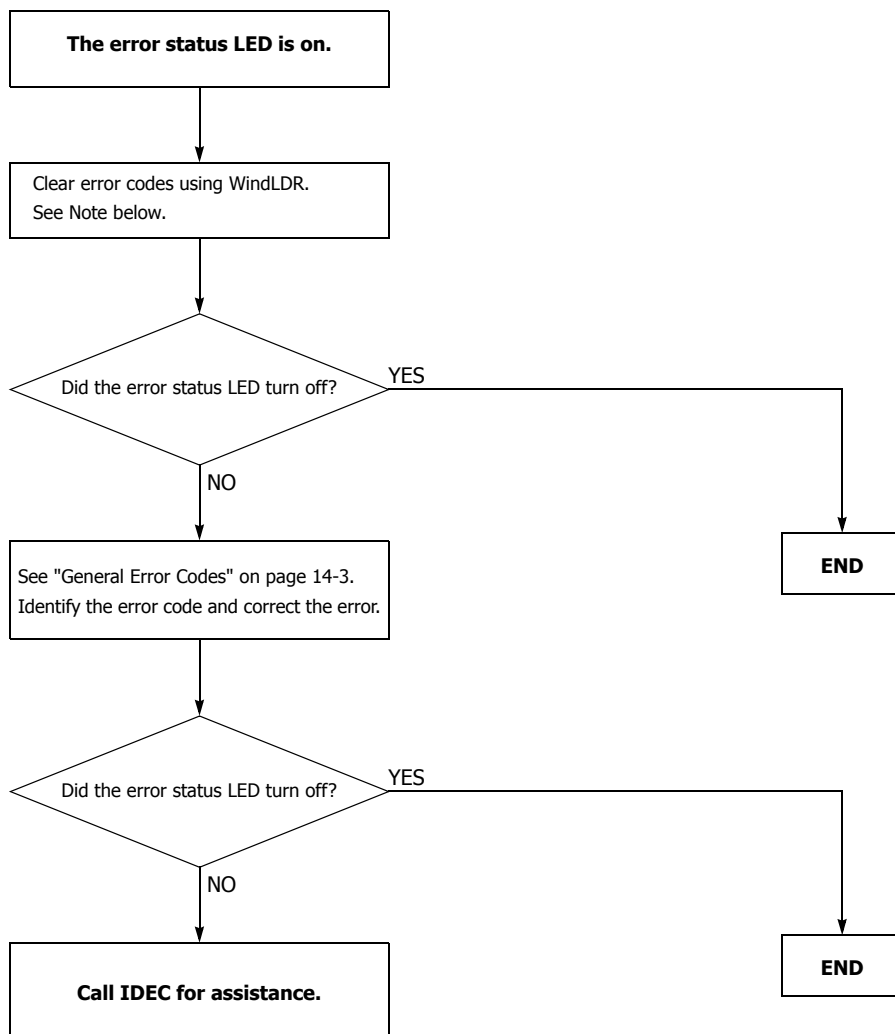 The error status LED is on.
Clear error codes using WindLDR.
See Note below.
Did the error status LED turn off?
YES
NO
END
See "General Error Codes" on page 14-3.
Identify the error code and correct the error.
Did the error status LED turn off?
YES
NO
END
Call IDEC for assistance.